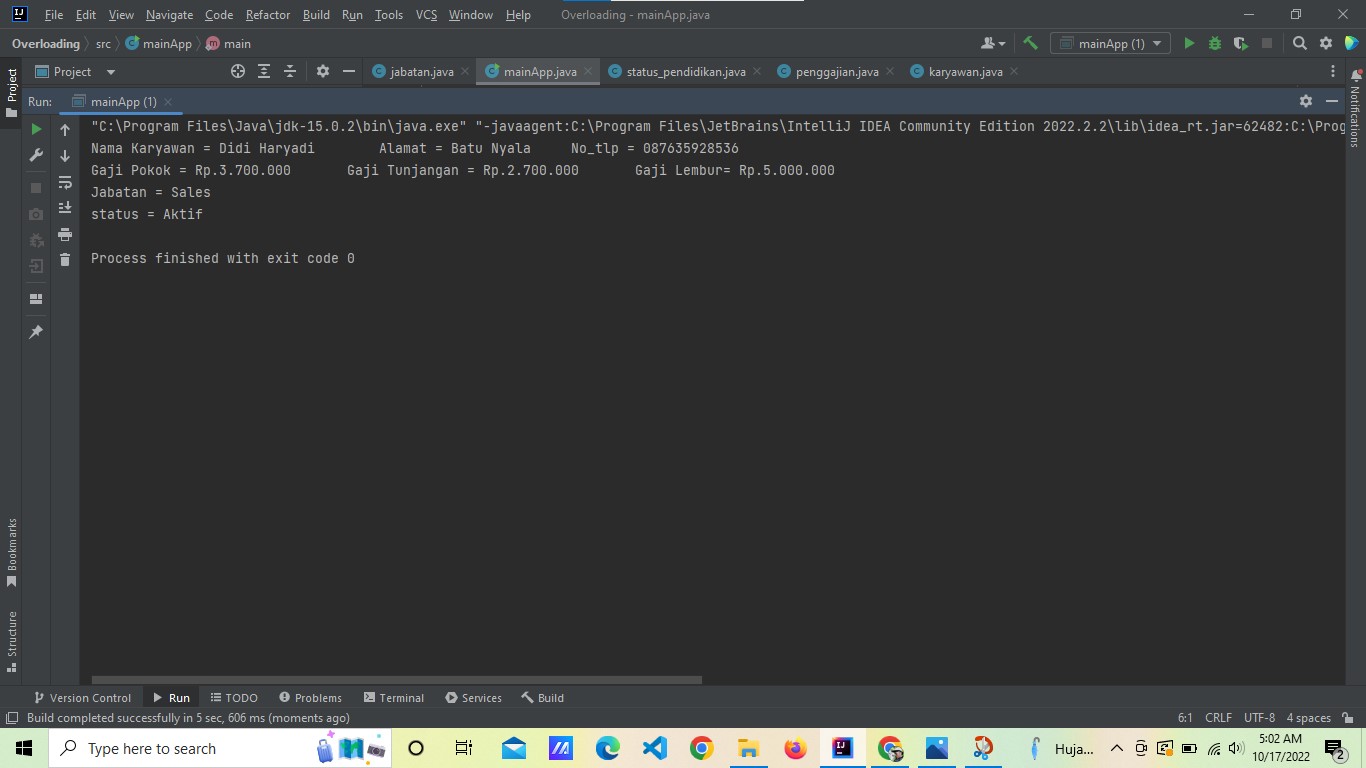 File Edit View Navigate Code Refactor Build Run Tools VCS Window Help Overloading - mainApp.java
Overloading src mainApp main mainApp (1)
Project jabatan.java mainApp.java status_pendidikan.java penggajian.java karyawan.java
Project
Notifications
Run: mainApp (1)
"C:\Program Files\Java\jdk-15.0.2\bin\java.exe" "-javaagent:C:\Program Files\JetBrains\IntelliJ IDEA Community Edition 2022.2.2\lib\idea_rt.jar=62482:C:\Prog
Nama Karyawan = Didi Haryadi Alamat = Batu Nyala No_tlp = 087635928536
Gaji Pokok = Rp.3.700.000 Gaji Tunjangan = Rp.2.700.000 Gaji Lembur= Rp.5.000.000
Jabatan = Sales
status = Aktif
Process finished with exit code 0
Bookmarks
Structure
Version Control Run TODO Problems Terminal Services Build
Build completed successfully in 5 sec, 606 ms (moments ago) 6:1 CRLF UTF-8 4 spaces
Type here to search Huja... 5:02 AM
10/17/2022 2